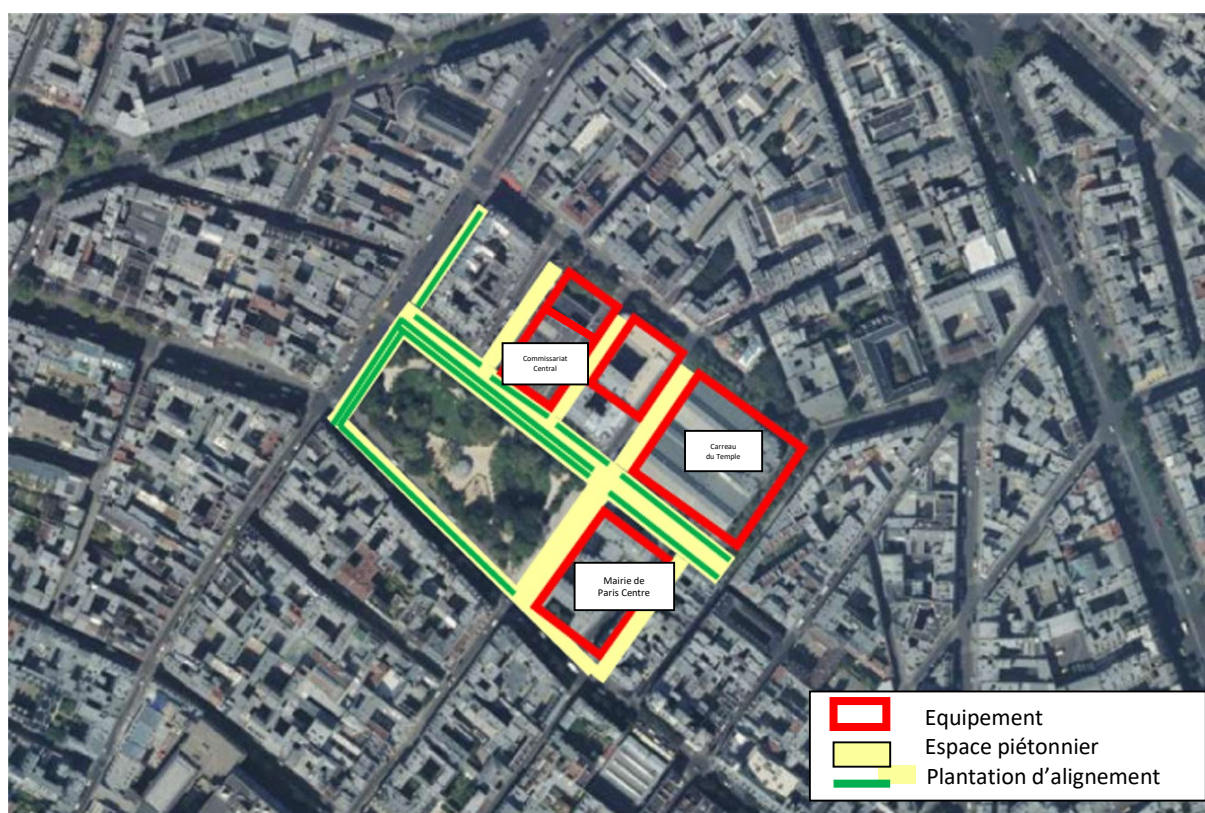 Commissariat
Central
Carreau
du Temple
Mairie de
Paris Centre
Equipement
Espace piétonnier
Plantation d’alignement